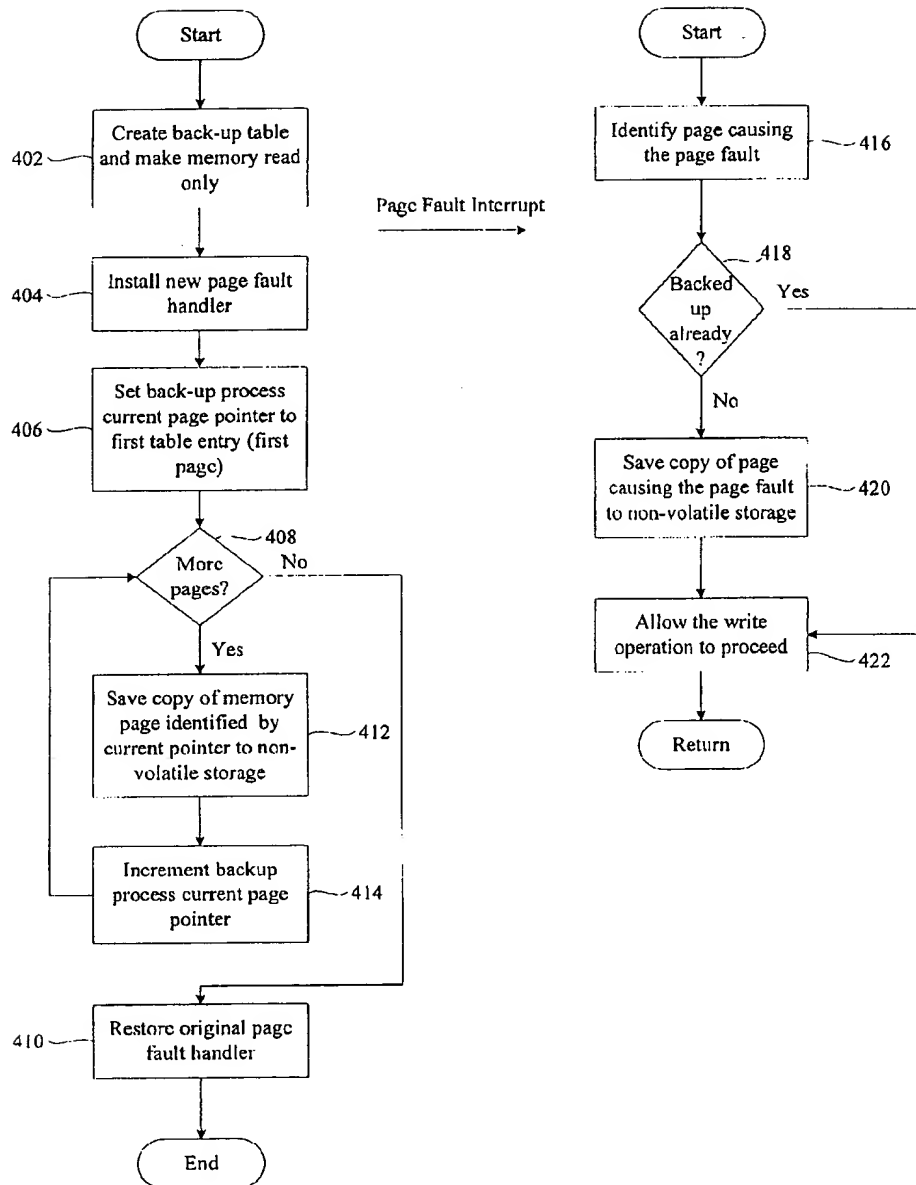 Start
402
Create back-up table
and make memory read
only
404
Install new page fault
handler
406
Set back-up process
current page pointer to
first table entry (first
page)
408
More
pages?
No
Yes
Save copy of memory
page identified by
current pointer to non-
volatile storage
412
Increment backup
process current page
pointer
414
410
Restore original page
fault handler
End
Page Fault Interrupt
Start
Identify page causing
the page fault
416
418
Backed
up
already
?
Yes
No
Save copy of page
causing the page fault
to non-volatile storage
420
Allow the write
operation to proceed
422
Return